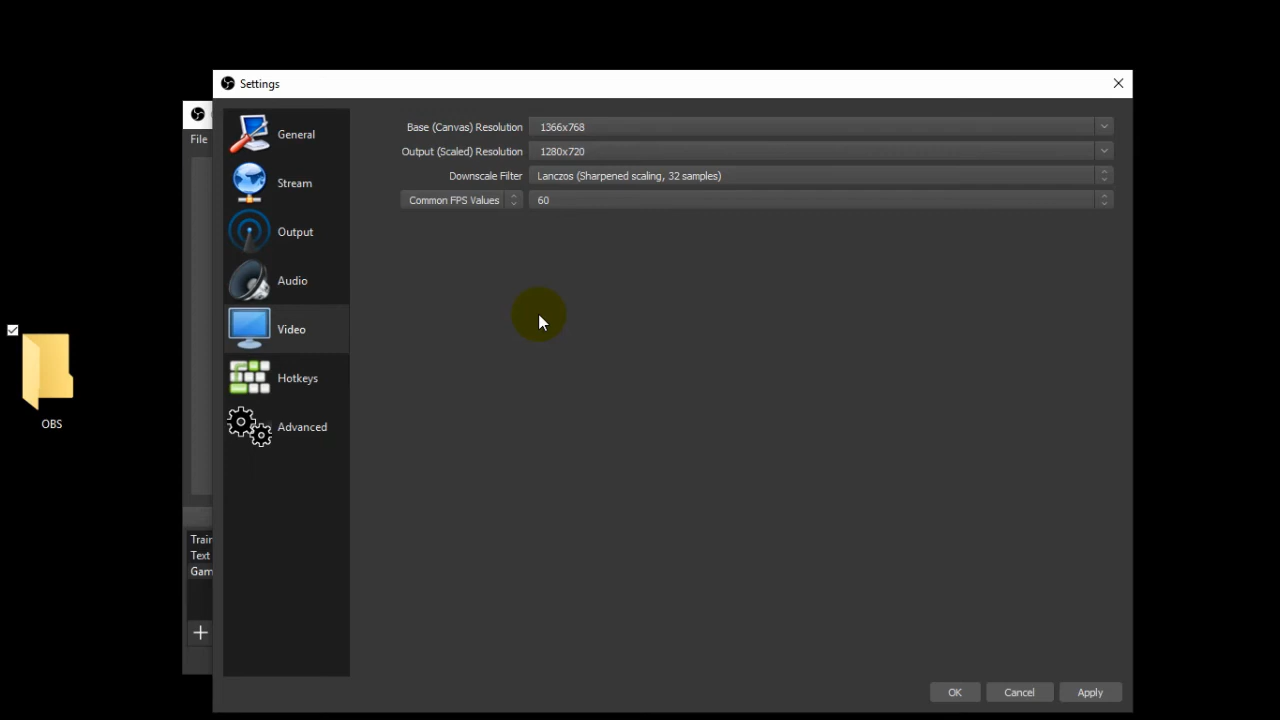 Settings
File
General
Stream
Output
Audio
Video
Hotkeys
Advanced
Base (Canvas) Resolution 1366x768
Output (Scaled) Resolution 1280x720
Downscale Filter Lanczos (Sharpened scaling, 32 samples)
Common FPS Values 60
OBS
Text
OK Cancel Apply